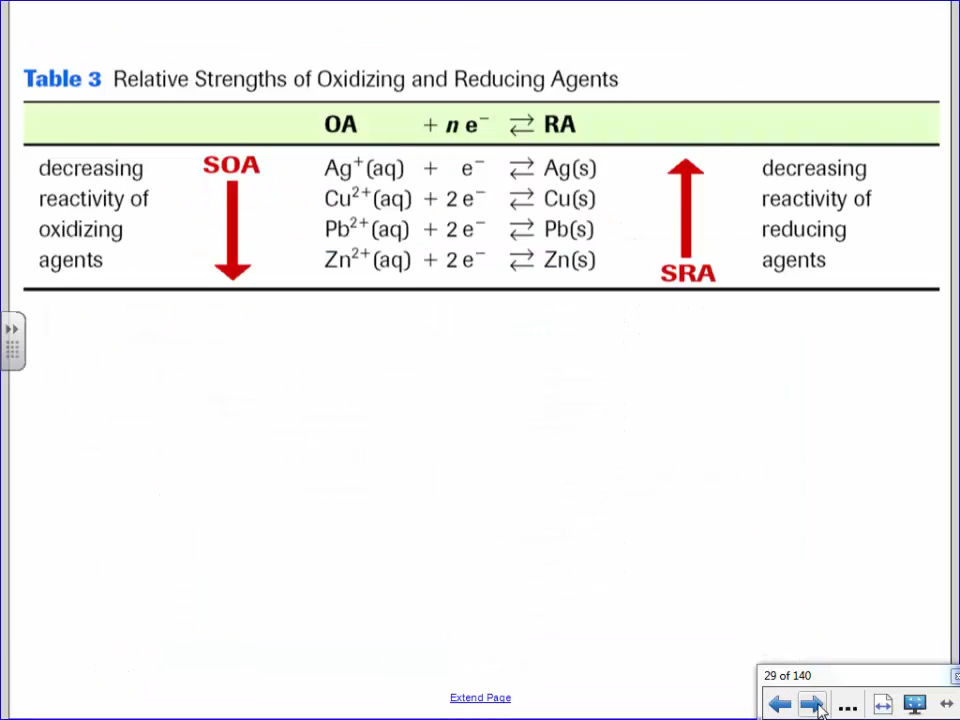 Table 3 Relative Strengths of Oxidizing and Reducing Agents
OA + n e⁻ ⇄ RA
decreasing SOA Ag⁺(aq) + e⁻ ⇄ Ag(s) decreasing
reactivity of Cu²⁺(aq) + 2 e⁻ ⇄ Cu(s) reactivity of
oxidizing Pb²⁺(aq) + 2 e⁻ ⇄ Pb(s) reducing
agents Zn²⁺(aq) + 2 e⁻ ⇄ Zn(s) SRA agents
29 of 140
Extend Page